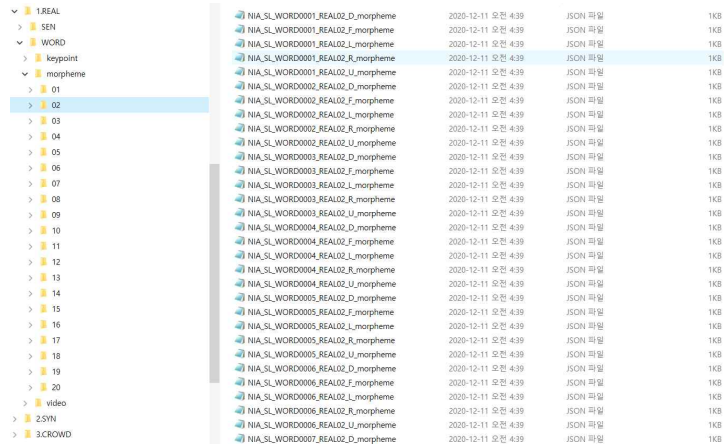 1.REAL
SEN
WORD
keypoint
morpheme
01
02
03
04
05
06
07
08
09
10
11
12
13
14
15
16
17
18
19
20
video
2.SYN
3.CROWD
NIA_SL_WORD0001_REAL02_D_morpheme 2020-12-11 오전 4:39 JSON 파일 1KB
NIA_SL_WORD0001_REAL02_F_morpheme 2020-12-11 오전 4:39 JSON 파일 1KB
NIA_SL_WORD0001_REAL02_L_morpheme 2020-12-11 오전 4:39 JSON 파일 1KB
NIA_SL_WORD0001_REAL02_R_morpheme 2020-12-11 오전 4:39 JSON 파일 1KB
NIA_SL_WORD0001_REAL02_U_morpheme 2020-12-11 오전 4:39 JSON 파일 1KB
NIA_SL_WORD0002_REAL02_D_morpheme 2020-12-11 오전 4:39 JSON 파일 1KB
NIA_SL_WORD0002_REAL02_F_morpheme 2020-12-11 오전 4:39 JSON 파일 1KB
NIA_SL_WORD0002_REAL02_L_morpheme 2020-12-11 오전 4:39 JSON 파일 1KB
NIA_SL_WORD0002_REAL02_R_morpheme 2020-12-11 오전 4:39 JSON 파일 1KB
NIA_SL_WORD0002_REAL02_U_morpheme 2020-12-11 오전 4:39 JSON 파일 1KB
NIA_SL_WORD0003_REAL02_D_morpheme 2020-12-11 오전 4:39 JSON 파일 1KB
NIA_SL_WORD0003_REAL02_F_morpheme 2020-12-11 오전 4:39 JSON 파일 1KB
NIA_SL_WORD0003_REAL02_L_morpheme 2020-12-11 오전 4:39 JSON 파일 1KB
NIA_SL_WORD0003_REAL02_R_morpheme 2020-12-11 오전 4:39 JSON 파일 1KB
NIA_SL_WORD0003_REAL02_U_morpheme 2020-12-11 오전 4:39 JSON 파일 1KB
NIA_SL_WORD0004_REAL02_D_morpheme 2020-12-11 오전 4:39 JSON 파일 1KB
NIA_SL_WORD0004_REAL02_F_morpheme 2020-12-11 오전 4:39 JSON 파일 1KB
NIA_SL_WORD0004_REAL02_L_morpheme 2020-12-11 오전 4:39 JSON 파일 1KB
NIA_SL_WORD0004_REAL02_R_morpheme 2020-12-11 오전 4:39 JSON 파일 1KB
NIA_SL_WORD0004_REAL02_U_morpheme 2020-12-11 오전 4:39 JSON 파일 1KB
NIA_SL_WORD0005_REAL02_D_morpheme 2020-12-11 오전 4:39 JSON 파일 1KB
NIA_SL_WORD0005_REAL02_F_morpheme 2020-12-11 오전 4:39 JSON 파일 1KB
NIA_SL_WORD0005_REAL02_L_morpheme 2020-12-11 오전 4:39 JSON 파일 1KB
NIA_SL_WORD0005_REAL02_R_morpheme 2020-12-11 오전 4:39 JSON 파일 1KB
NIA_SL_WORD0005_REAL02_U_morpheme 2020-12-11 오전 4:39 JSON 파일 1KB
NIA_SL_WORD0006_REAL02_D_morpheme 2020-12-11 오전 4:39 JSON 파일 1KB
NIA_SL_WORD0006_REAL02_F_morpheme 2020-12-11 오전 4:39 JSON 파일 1KB
NIA_SL_WORD0006_REAL02_L_morpheme 2020-12-11 오전 4:39 JSON 파일 1KB
NIA_SL_WORD0006_REAL02_R_morpheme 2020-12-11 오전 4:39 JSON 파일 1KB
NIA_SL_WORD0006_REAL02_U_morpheme 2020-12-11 오전 4:39 JSON 파일 1KB
NIA_SL_WORD0007_REAL02_D_morpheme 2020-12-11 오전 4:39 JSON 파일 1KB